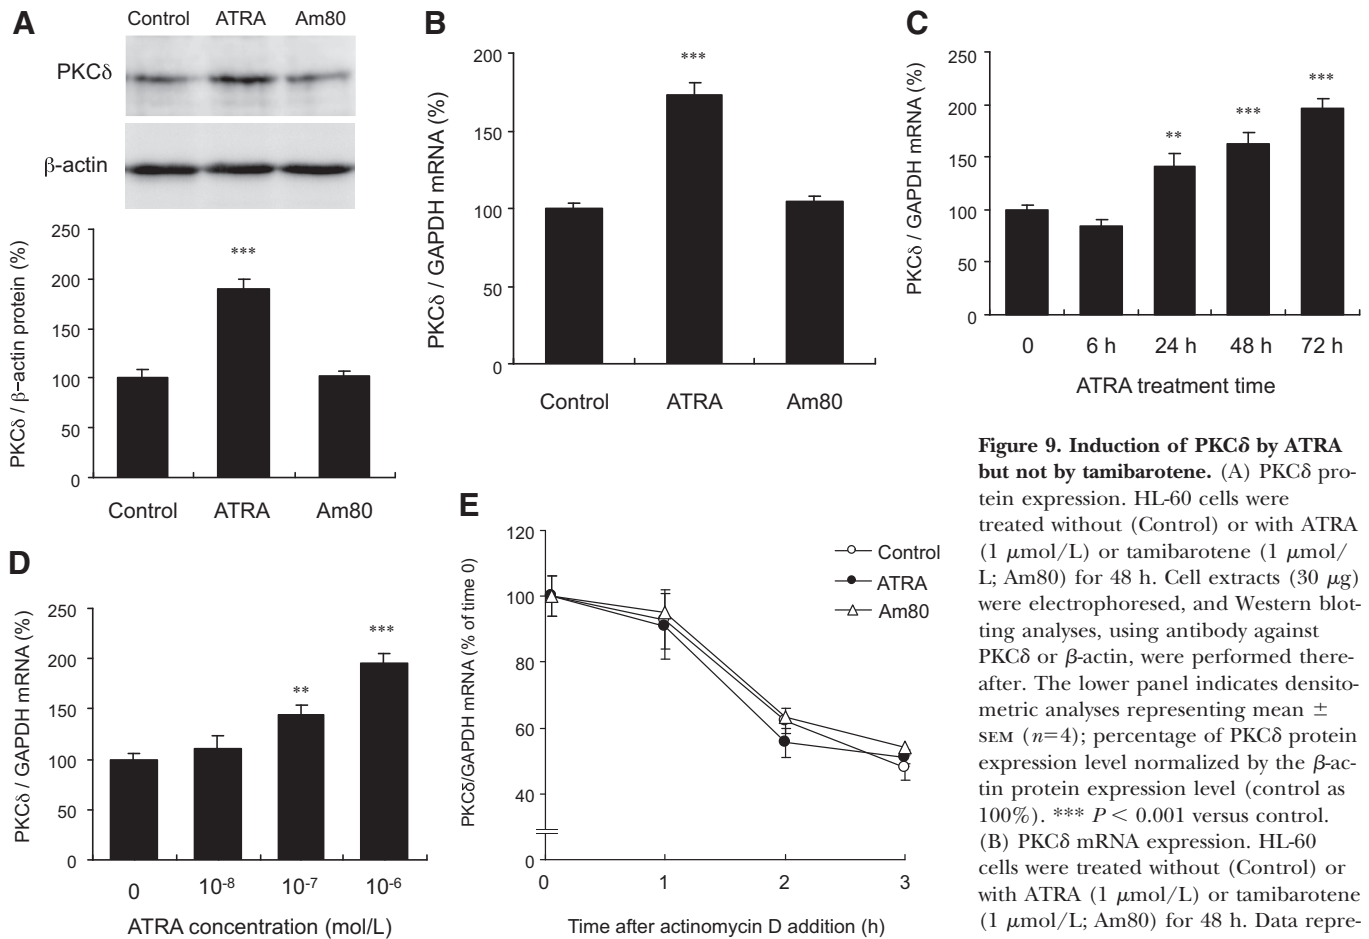 A
Control ATRA Am80
PKCδ
β-actin
PKCδ / β-actin protein (%)
250
200
150
100
50
0
***
Control ATRA Am80
B
PKCδ / GAPDH mRNA (%)
200
150
100
50
0
***
Control ATRA Am80
C
PKCδ / GAPDH mRNA (%)
250
200
150
100
50
0
**
***
***
0 6 h 24 h 48 h 72 h
ATRA treatment time
D
PKCδ / GAPDH mRNA (%)
250
200
150
100
50
0
**
***
0 10-8 10-7 10-6
ATRA concentration (mol/L)
E
PKCδ/GAPDH mRNA (% of time 0)
120
100
80
60
40
0
Control
ATRA
Am80
0 1 2 3
Time after actinomycin D addition (h)
Figure 9. Induction of PKCδ by ATRA
but not by tamibarotene. (A) PKCδ pro-
tein expression. HL-60 cells were
treated without (Control) or with ATRA
(1 μmol/L) or tamibarotene (1 μmol/
L; Am80) for 48 h. Cell extracts (30 μg)
were electrophoresed, and Western blot-
ting analyses, using antibody against
PKCδ or β-actin, were performed there-
after. The lower panel indicates densito-
metric analyses representing mean ±
SEM (n=4); percentage of PKCδ protein
expression level normalized by the β-ac-
tin protein expression level (control as
100%). *** P < 0.001 versus control.
(B) PKCδ mRNA expression. HL-60
cells were treated without (Control) or
with ATRA (1 μmol/L) or tamibarotene
(1 μmol/L; Am80) for 48 h. Data repre-